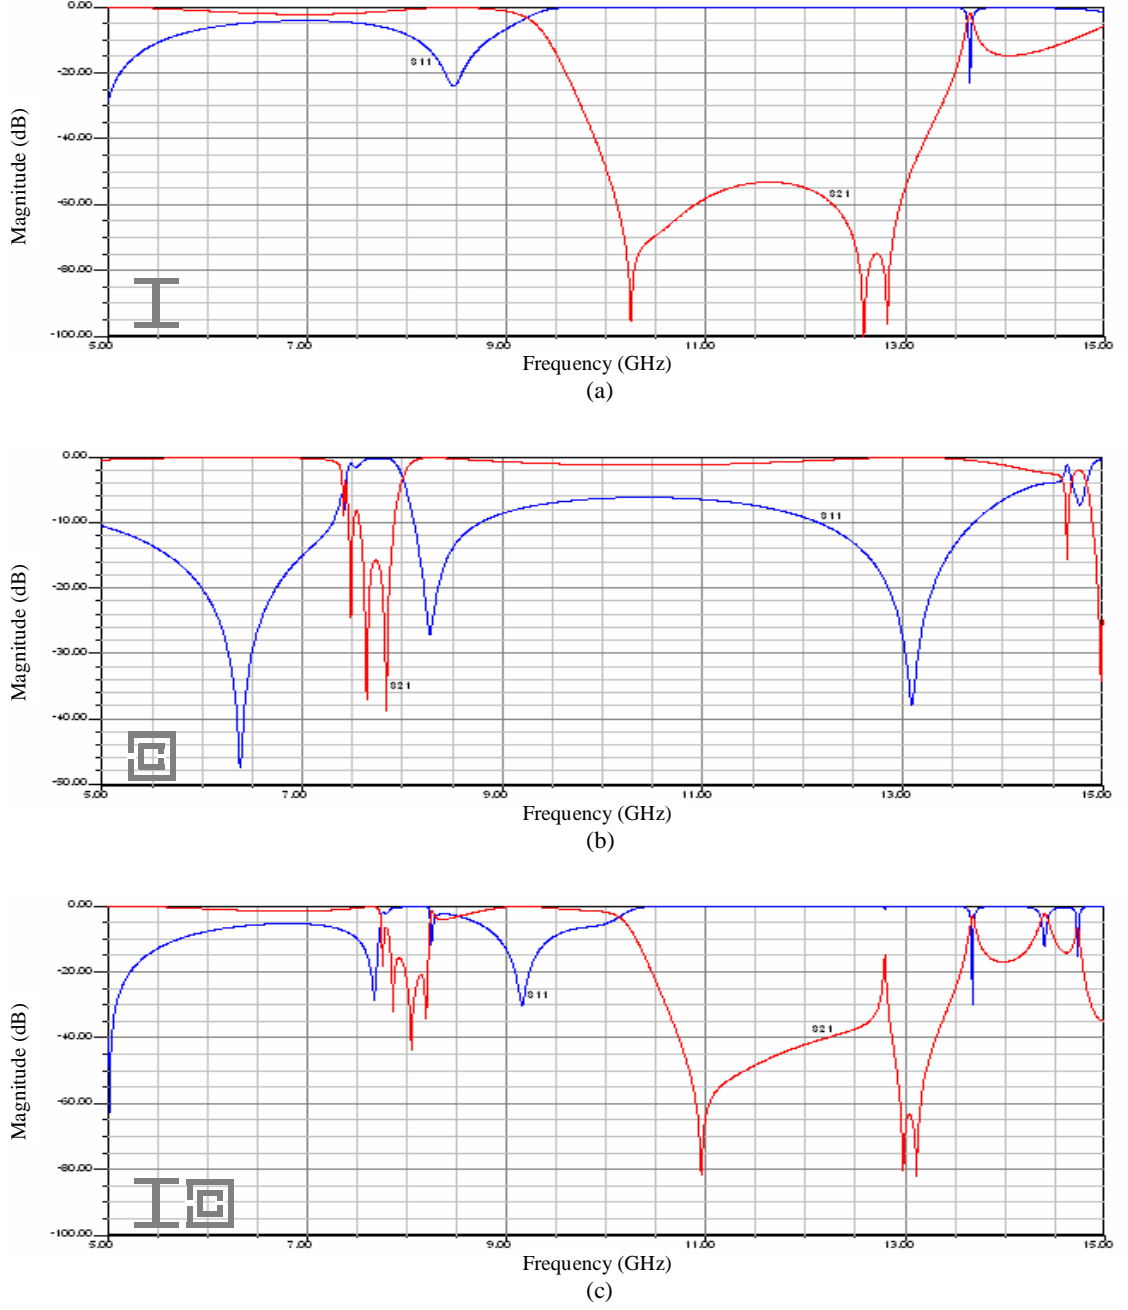 0.00
-20.00
-40.00
-60.00
-80.00
-100.00
Magnitude (dB)
S11
S21
5.00 7.00 9.00 11.00 13.00 15.00
Frequency (GHz)
(a)
0.00
-10.00
-20.00
-30.00
-40.00
-50.00
Magnitude (dB)
S11
S21
5.00 7.00 9.00 11.00 13.00 15.00
Frequency (GHz)
(b)
0.00
-20.00
-40.00
-60.00
-80.00
-100.00
Magnitude (dB)
S11
S21
5.00 7.00 9.00 11.00 13.00 15.00
Frequency (GHz)
(c)